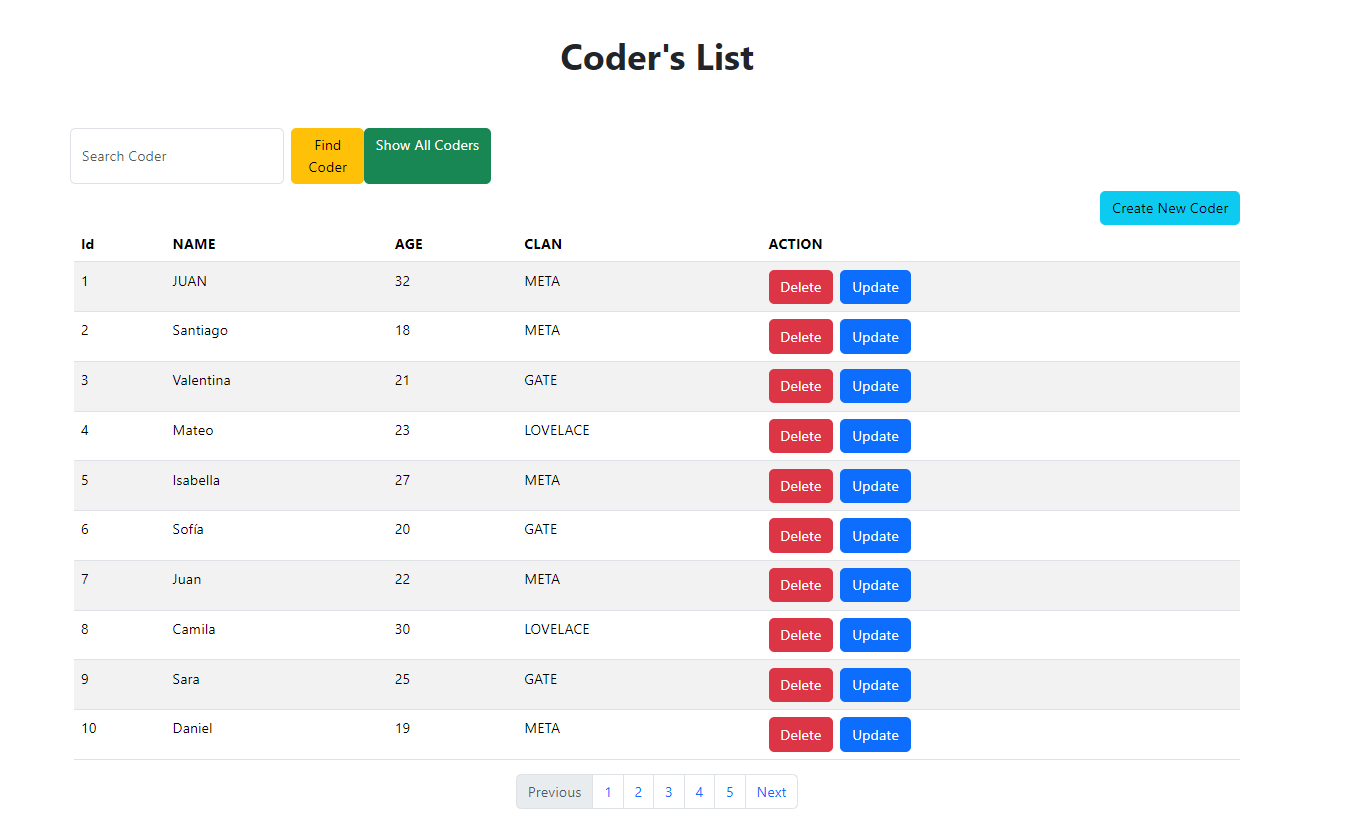 Coder's List
Search Coder
Find
Coder
Show All Coders
Create New Coder
Id NAME AGE CLAN ACTION
1 JUAN 32 META Delete Update
2 Santiago 18 META Delete Update
3 Valentina 21 GATE Delete Update
4 Mateo 23 LOVELACE Delete Update
5 Isabella 27 META Delete Update
6 Sofía 20 GATE Delete Update
7 Juan 22 META Delete Update
8 Camila 30 LOVELACE Delete Update
9 Sara 25 GATE Delete Update
10 Daniel 19 META Delete Update
Previous 1 2 3 4 5 Next